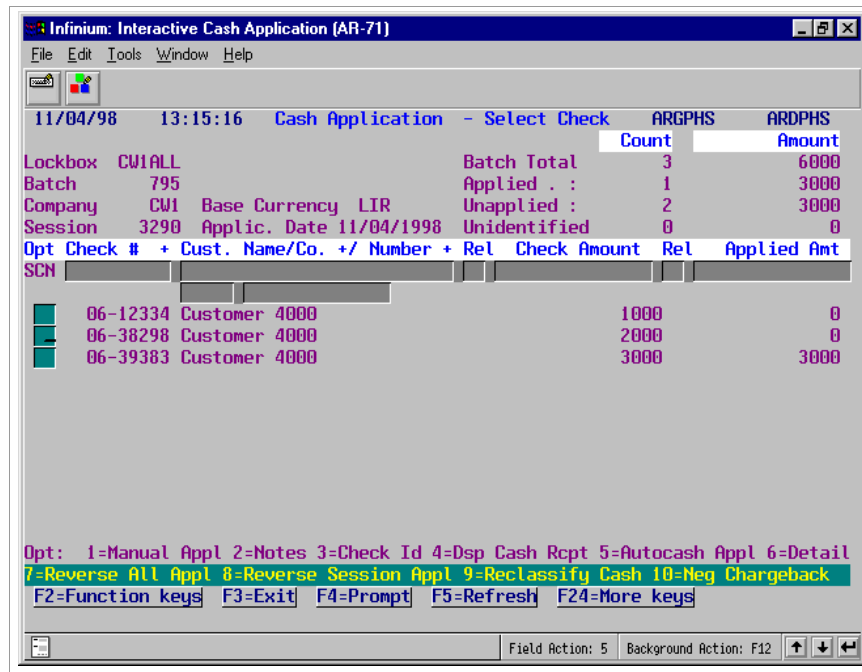 Infinium: Interactive Cash Application (AR-71)
File Edit Tools Window Help
11/04/98 13:15:16 Cash Application - Select Check ARGPHS ARDPHS
Count Amount
Lockbox CW1ALL Batch Total 3 6000
Batch 795 Applied . : 1 3000
Company CW1 Base Currency LIR Unapplied : 2 3000
Session 3290 Applic. Date 11/04/1998 Unidentified 0 0
Opt Check # + Cust. Name/Co. +/ Number + Rel Check Amount Rel Applied Amt
SCN
06-12334 Customer 4000 1000 0
06-38298 Customer 4000 2000 0
06-39383 Customer 4000 3000 3000
Opt: 1=Manual Appl 2=Notes 3=Check Id 4=Dsp Cash Rcpt 5=Autocash Appl 6=Detail
7=Reverse All Appl 8=Reverse Session Appl 9=Reclassify Cash 10=Neg Chargeback
F2=Function keys F3=Exit F4=Prompt F5=Refresh F24=More keys
Field Action: 5 Background Action: F12